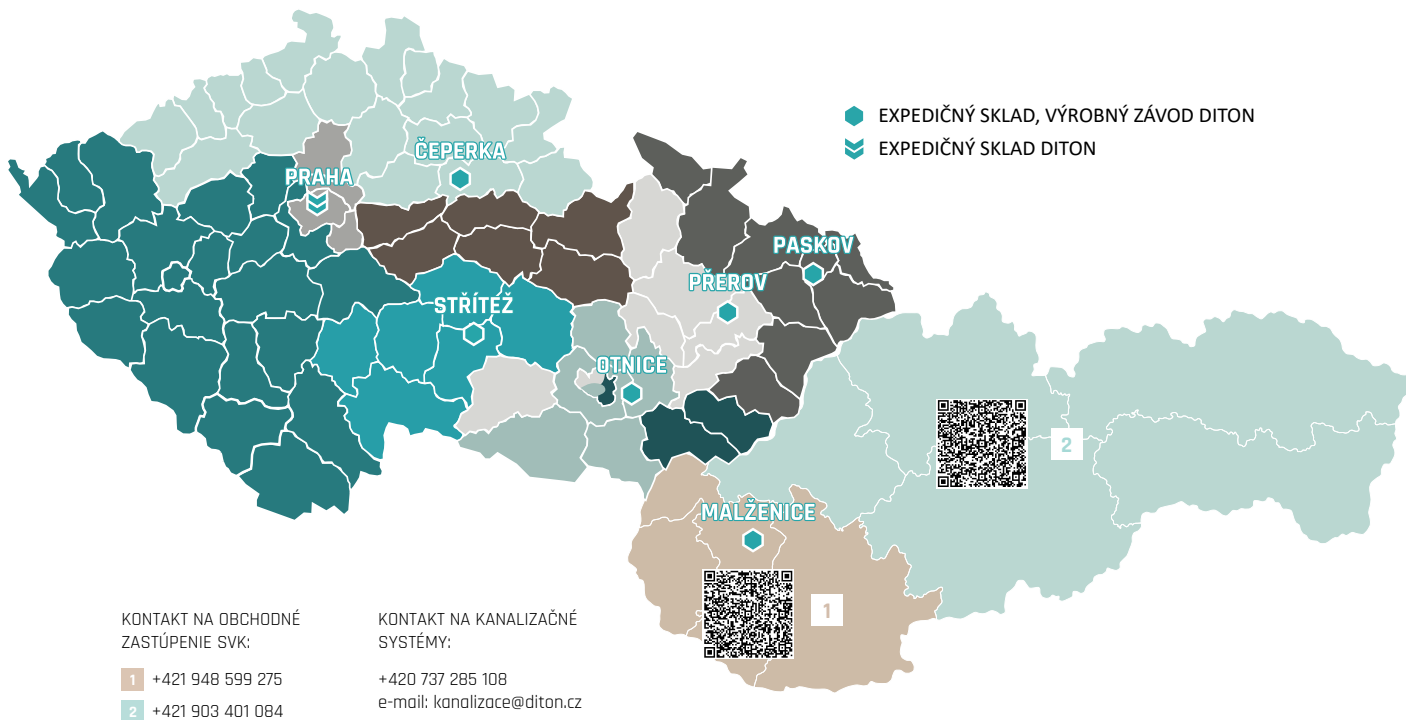 EXPEDIČNÝ SKLAD, VÝROBNÝ ZÁVOD DITON
EXPEDIČNÝ SKLAD DITON
ČEPERKA
PRAHA
PASKOV
PŘEROV
STŘÍTEŽ
OTNICE
2
MALŽENICE
1
KONTAKT NA OBCHODNÉ
ZASTÚPENIE SVK:
1 +421 948 599 275
2 +421 903 401 084
KONTAKT NA KANALIZAČNÉ
SYSTÉMY:
+420 737 285 108
e-mail: kanalizace@diton.cz